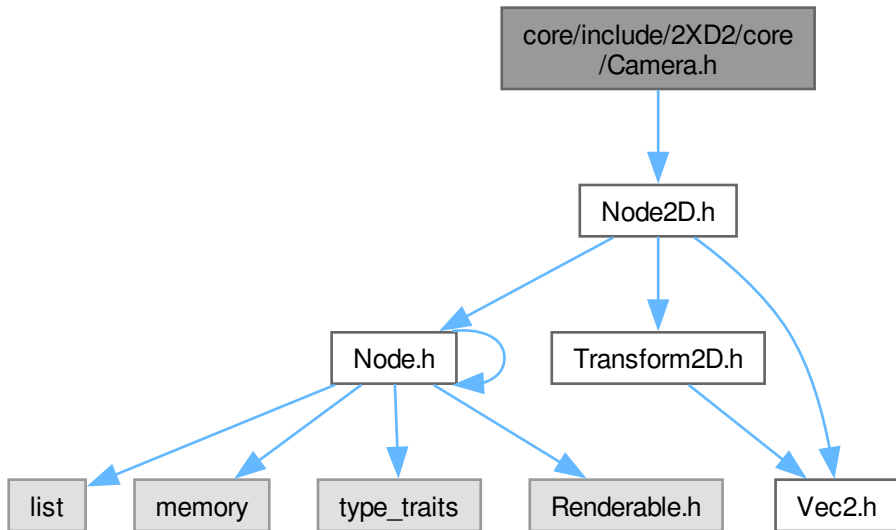 core/include/2XD2/core
/Camera.h
Node2D.h
Node.h
Transform2D.h
list
memory
type_traits
Renderable.h
Vec2.h